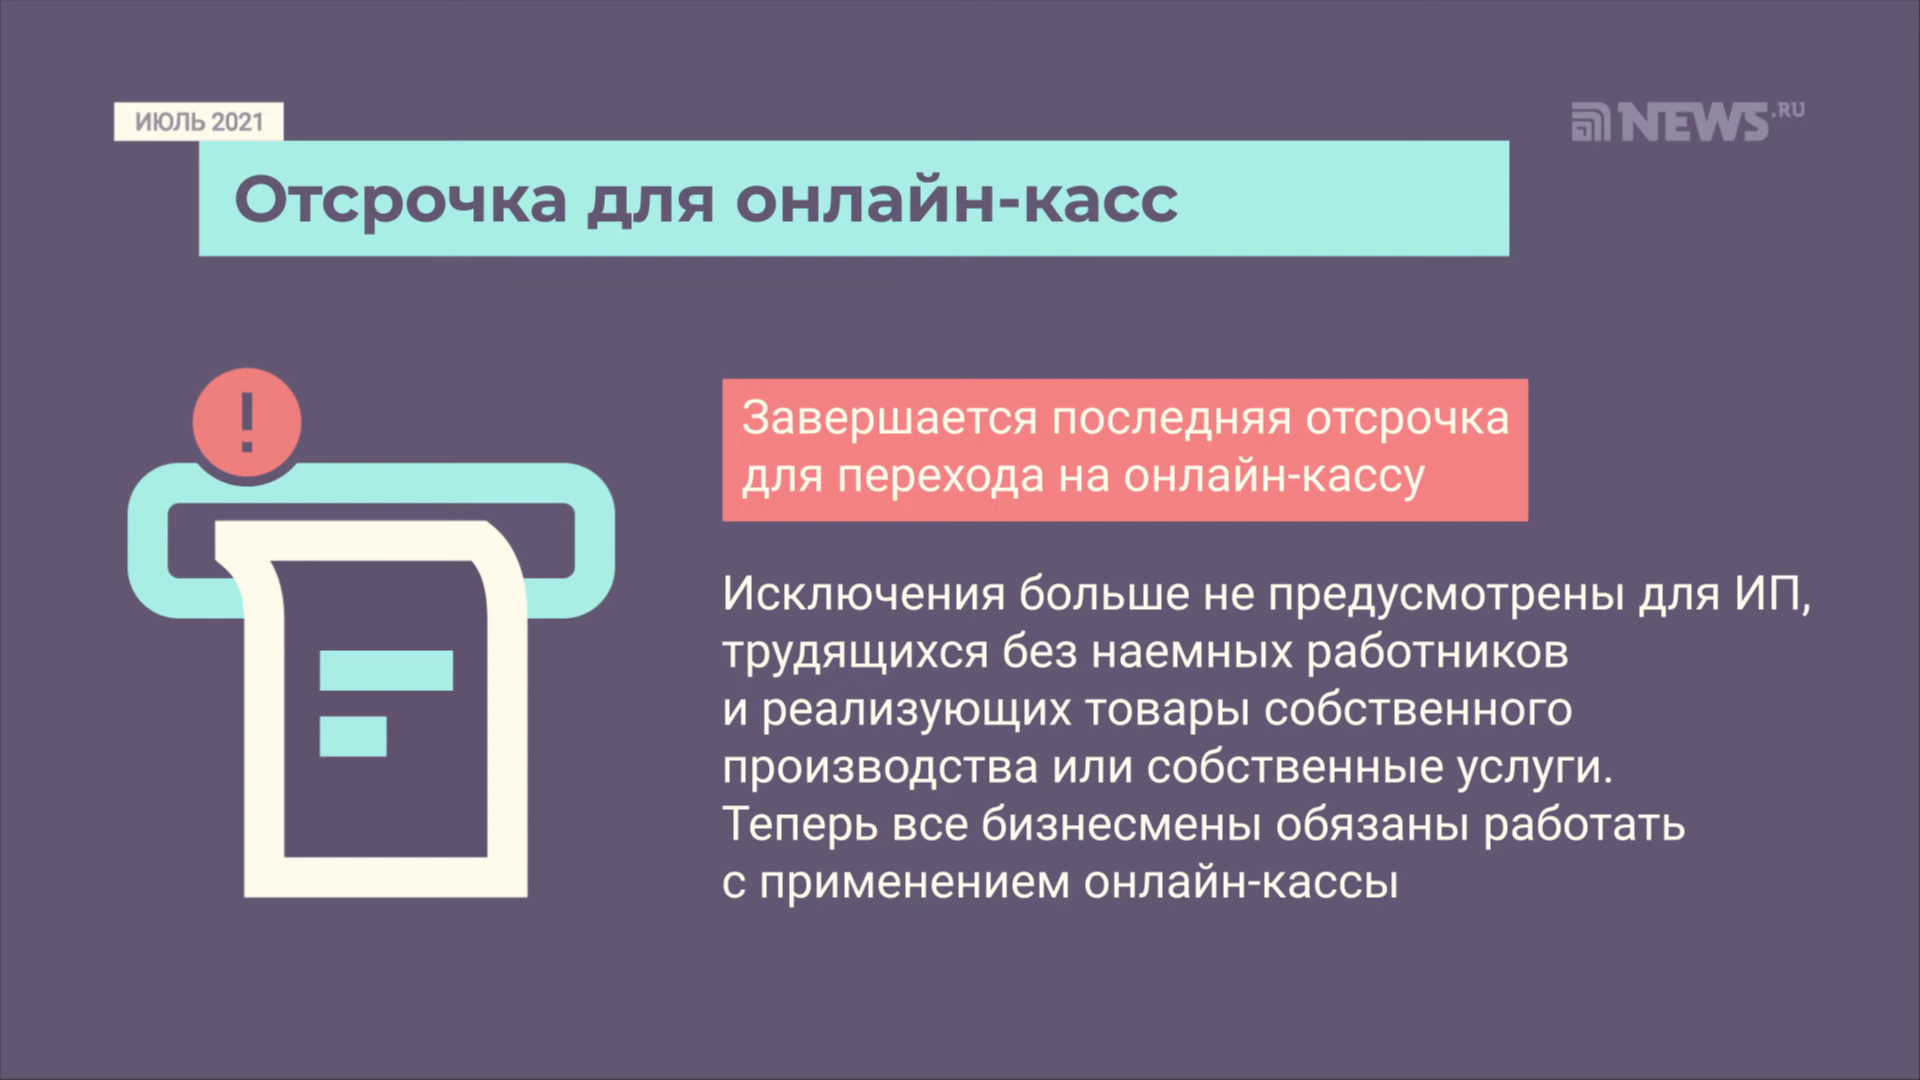 ИЮЛЬ 2021
NEWS.RU
Отсрочка для онлайн-касс
!
Завершается последняя отсрочка
для перехода на онлайн-кассу
Исключения больше не предусмотрены для ИП,
трудящихся без наемных работников
и реализующих товары собственного
производства или собственные услуги.
Теперь все бизнесмены обязаны работать
с применением онлайн-кассы